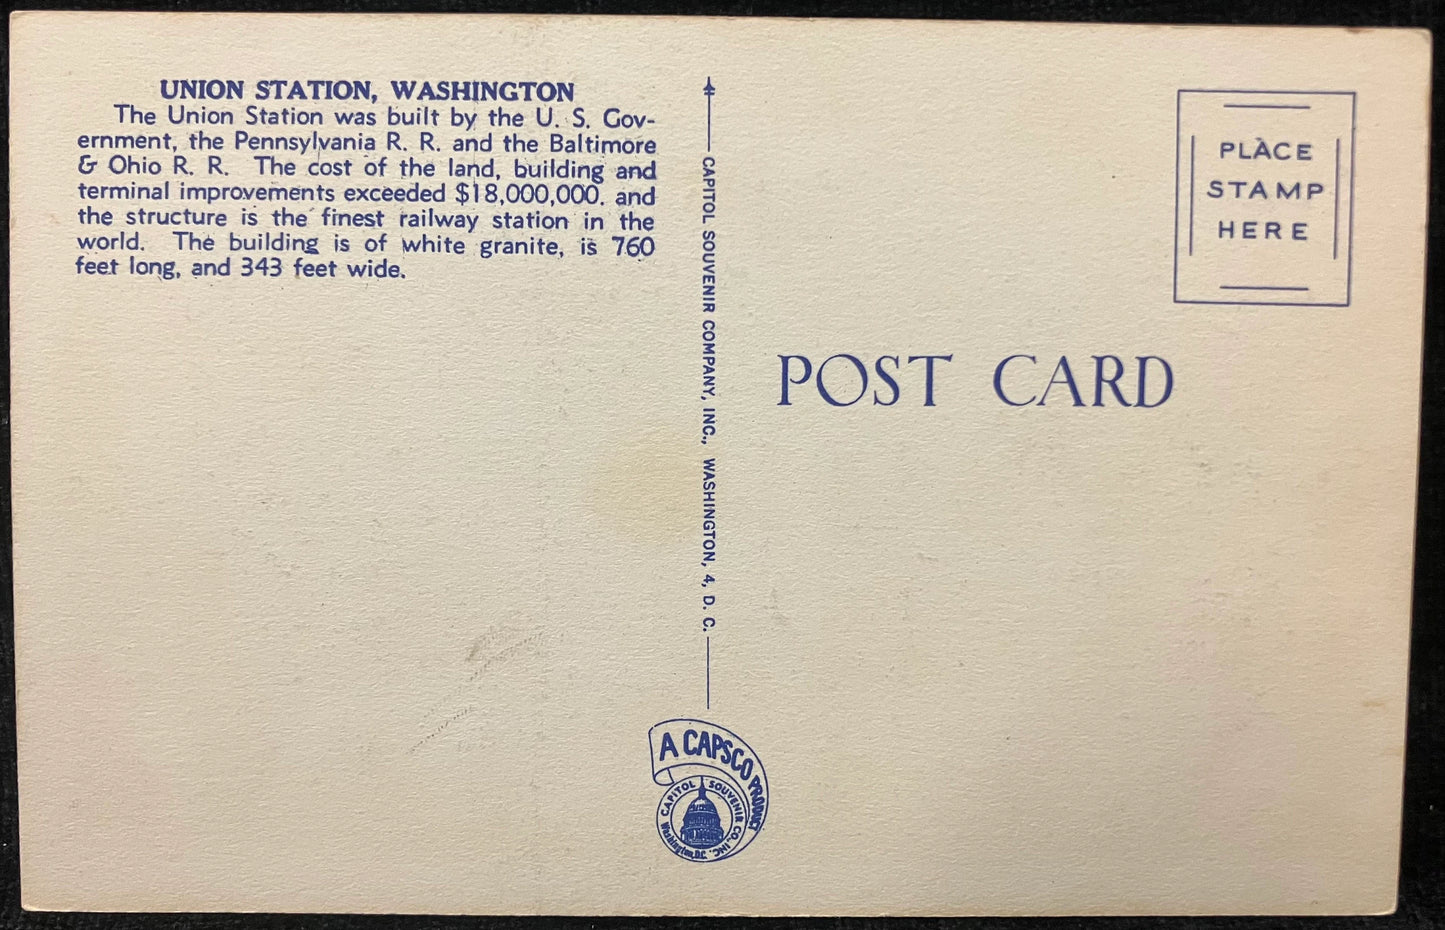 UNION STATION, WASHINGTON
The Union Station was built by the U. S. Gov-
ernment, the Pennsylvania R. R. and the Baltimore
& Ohio R. R. The cost of the land, building and
terminal improvements exceeded $18,000,000. and
the structure is the finest railway station in the
world. The building is of white granite, is 760
feet long, and 343 feet wide.
CAPITOL SOUVENIR COMPANY, INC., WASHINGTON, 4, D. C.
A CAPSCO PRODUCT
CAPITOL SOUVENIR CO., INC.
Washington, D.C.
PLACE
STAMP
HERE
POST CARD